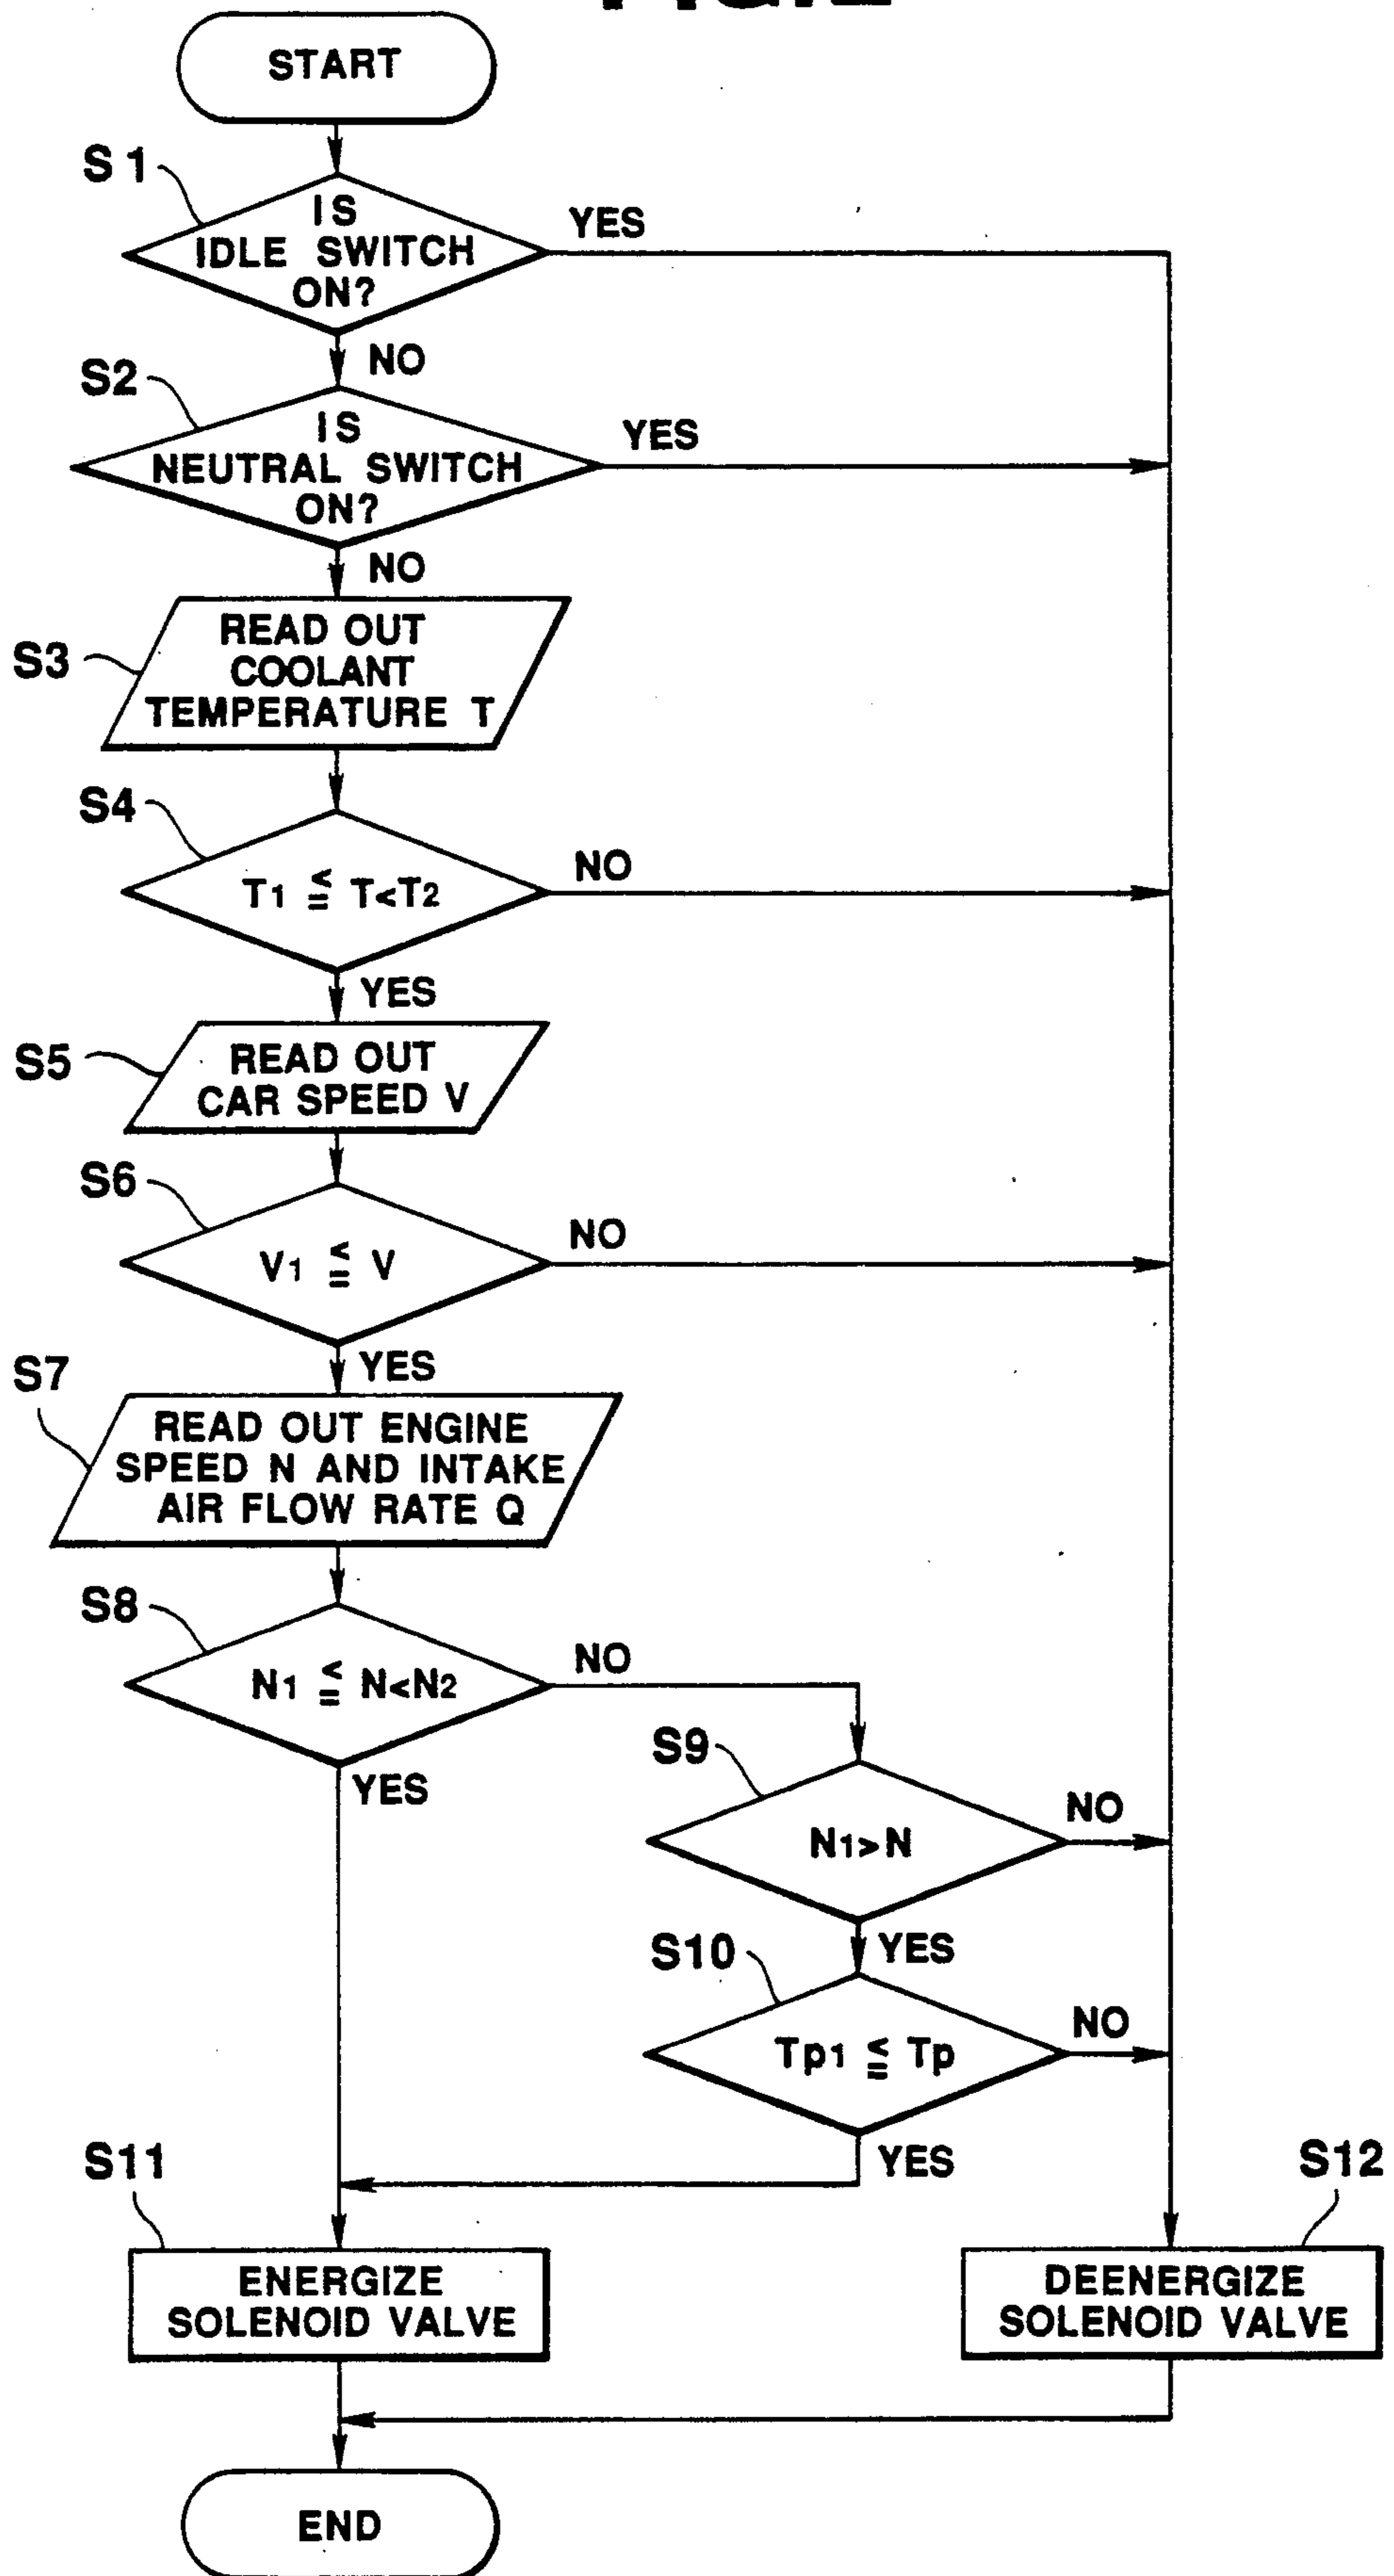 START
S1
IS
IDLE SWITCH
ON?
YES
NO
S2
IS
NEUTRAL SWITCH
ON?
YES
NO
S3
READ OUT
COOLANT
TEMPERATURE T
S4
T1 ≦ T<T2
NO
YES
S5
READ OUT
CAR SPEED V
S6
V1 ≦ V
NO
YES
S7
READ OUT ENGINE
SPEED N AND INTAKE
AIR FLOW RATE Q
S8
N1 ≦ N<N2
NO
YES
S9
N1>N
NO
YES
S10
Tp1 ≦ Tp
NO
YES
S11
ENERGIZE
SOLENOID VALVE
S12
DEENERGIZE
SOLENOID VALVE
END